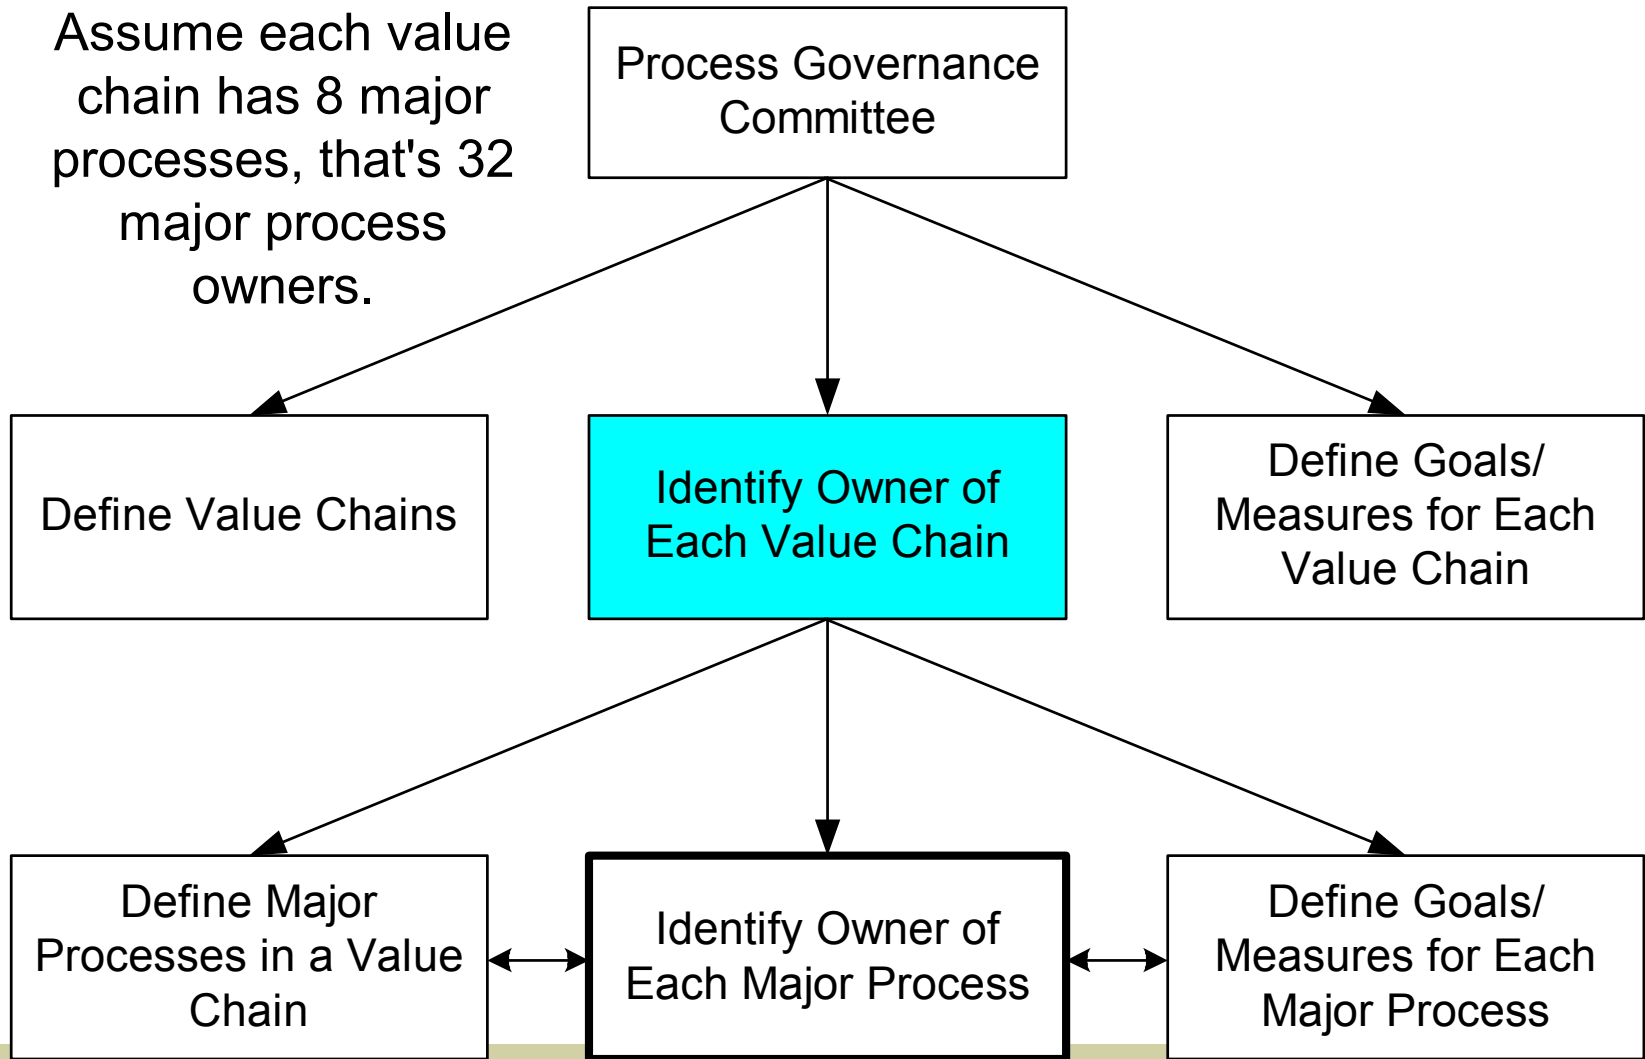 Assume each value
chain has 8 major
processes, that's 32
major process
owners.
Process Governance
Committee
Define Value Chains
Identify Owner of
Each Value Chain
Define Goals/
Measures for Each
Value Chain
Define Major
Processes in a Value
Chain
Identify Owner of
Each Major Process
Define Goals/
Measures for Each
Major Process